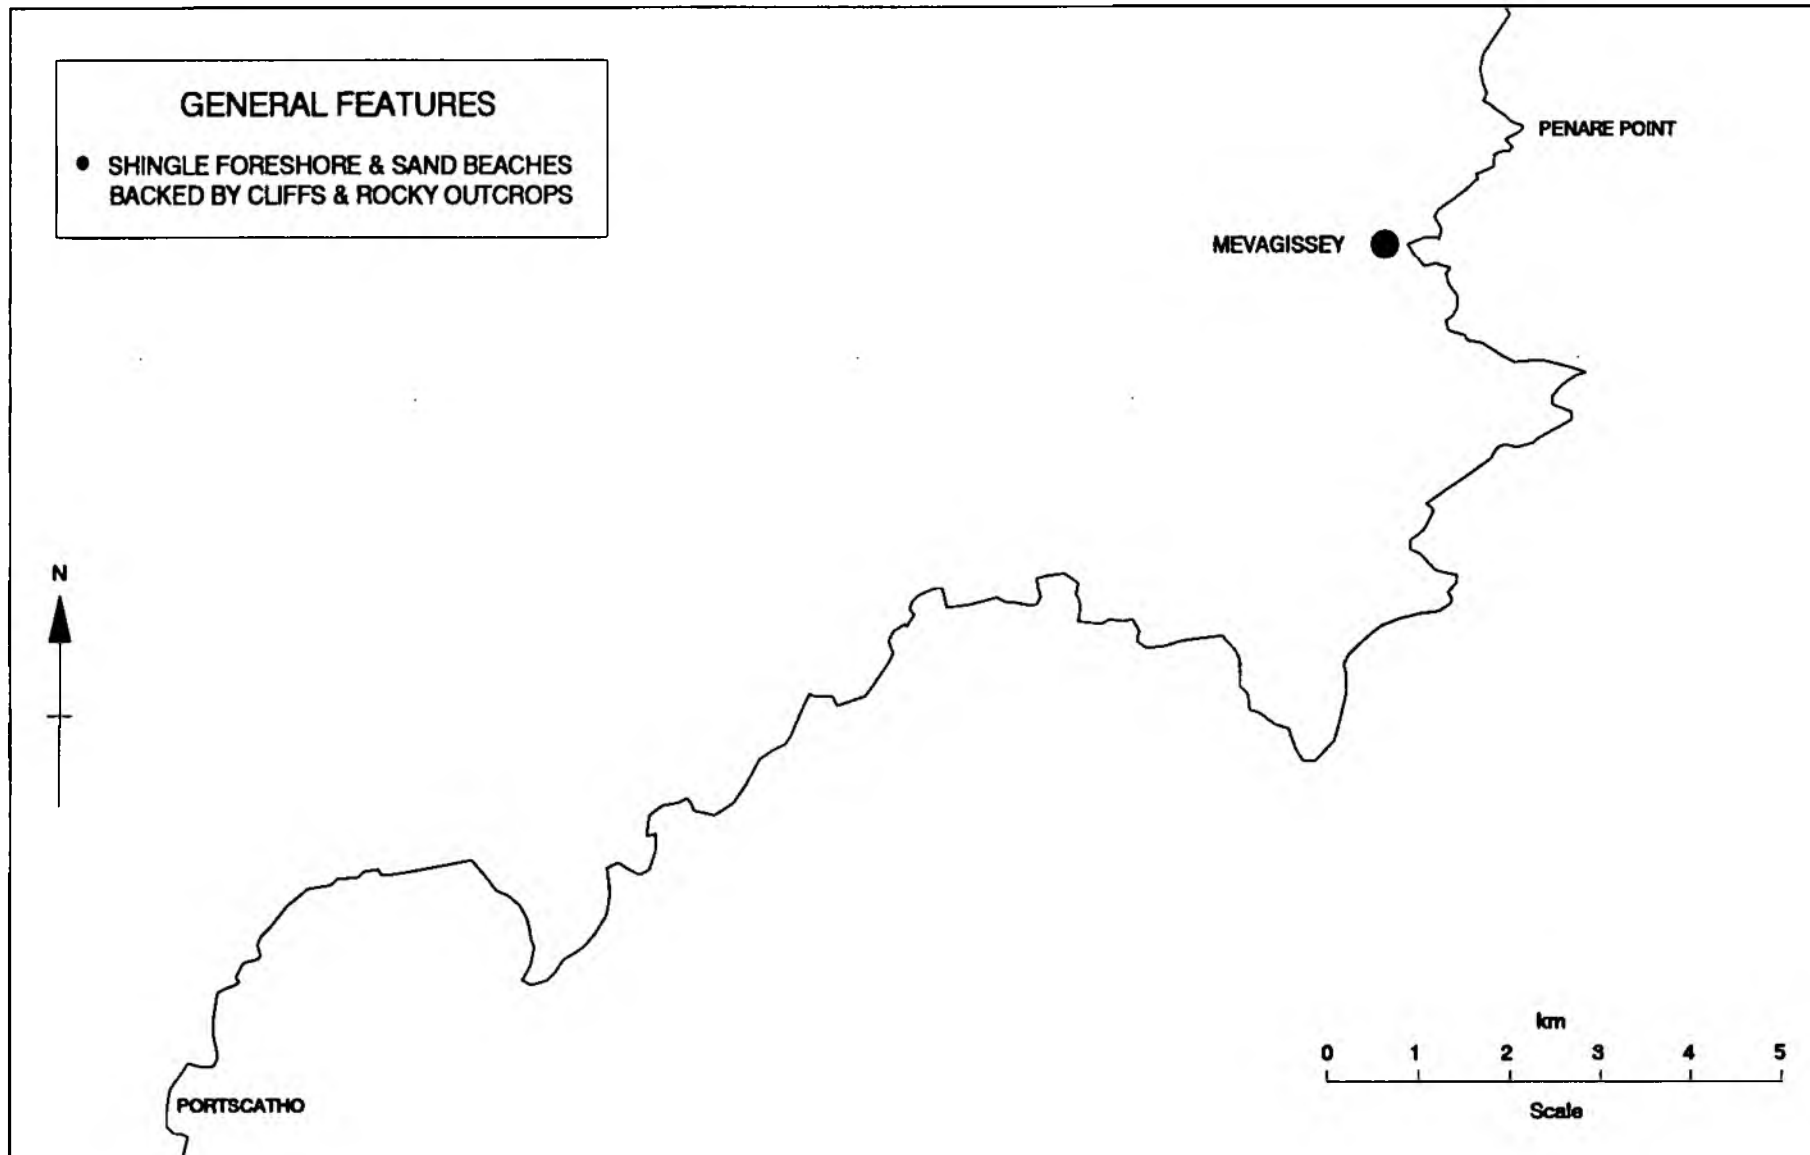 GENERAL FEATURES
● SHINGLE FORESHORE & SAND BEACHES
BACKED BY CLIFFS & ROCKY OUTCROPS
PENARE POINT
MEVAGISSEY
N
PORTSCATHO
km
0 1 2 3 4 5
Scale